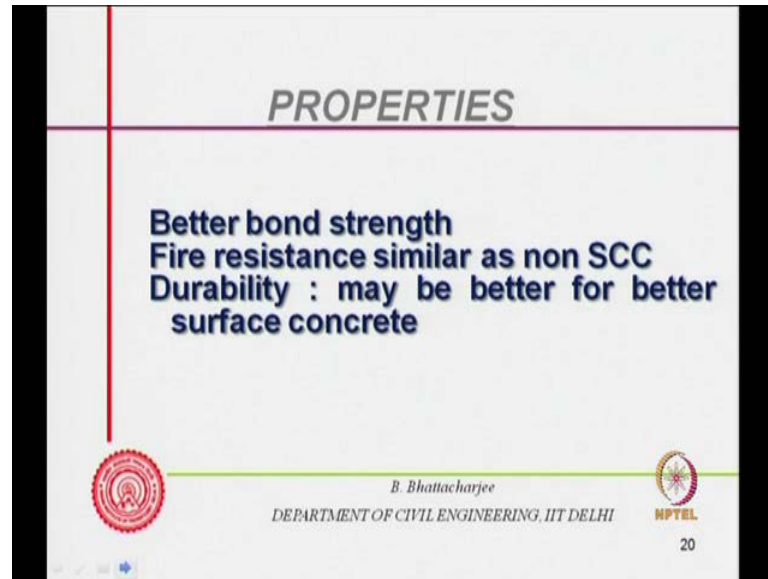 PROPERTIES
Better bond strength
Fire resistance similar as non SCC
Durability : may be better for better
surface concrete
B. Bhattacharjee
DEPARTMENT OF CIVIL ENGINEERING, IIT DELHI
NPTEL
20